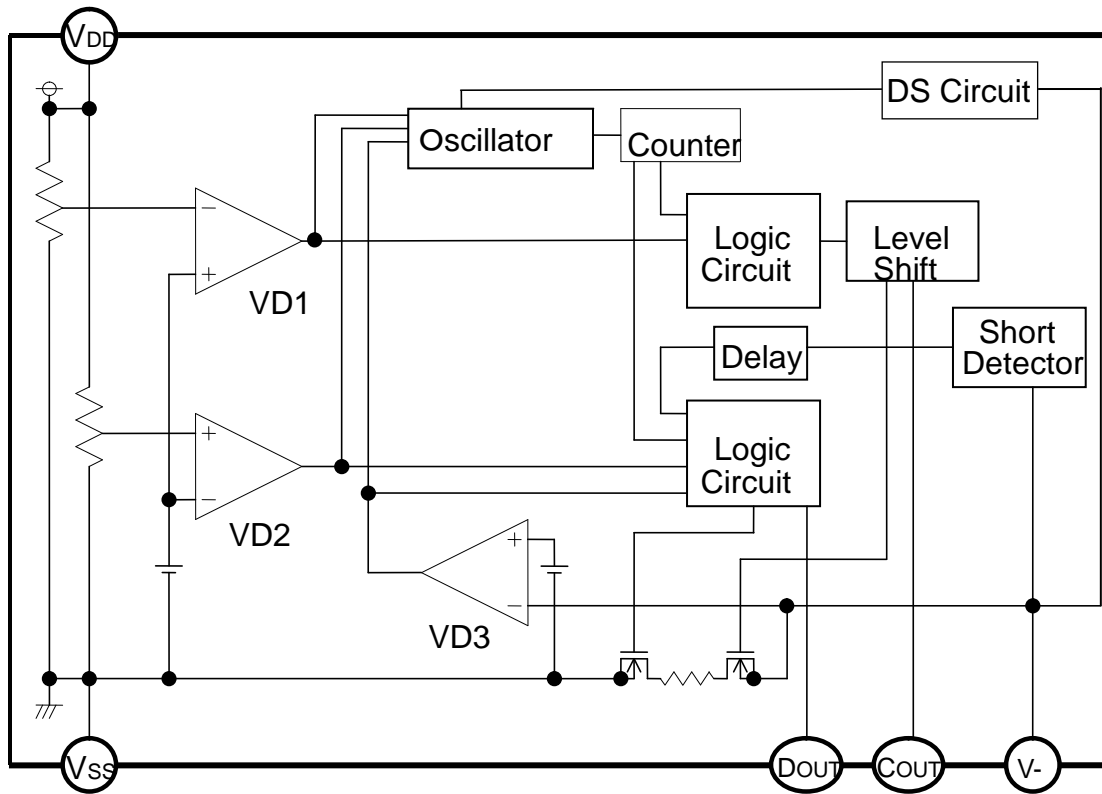 VDD
DS Circuit
Oscillator
Counter
−
+
VD1
Logic
Circuit
Level
Shift
Short
Detector
Delay
+
−
VD2
Logic
Circuit
+
−
VD3
VSS
DOUT
COUT
V-